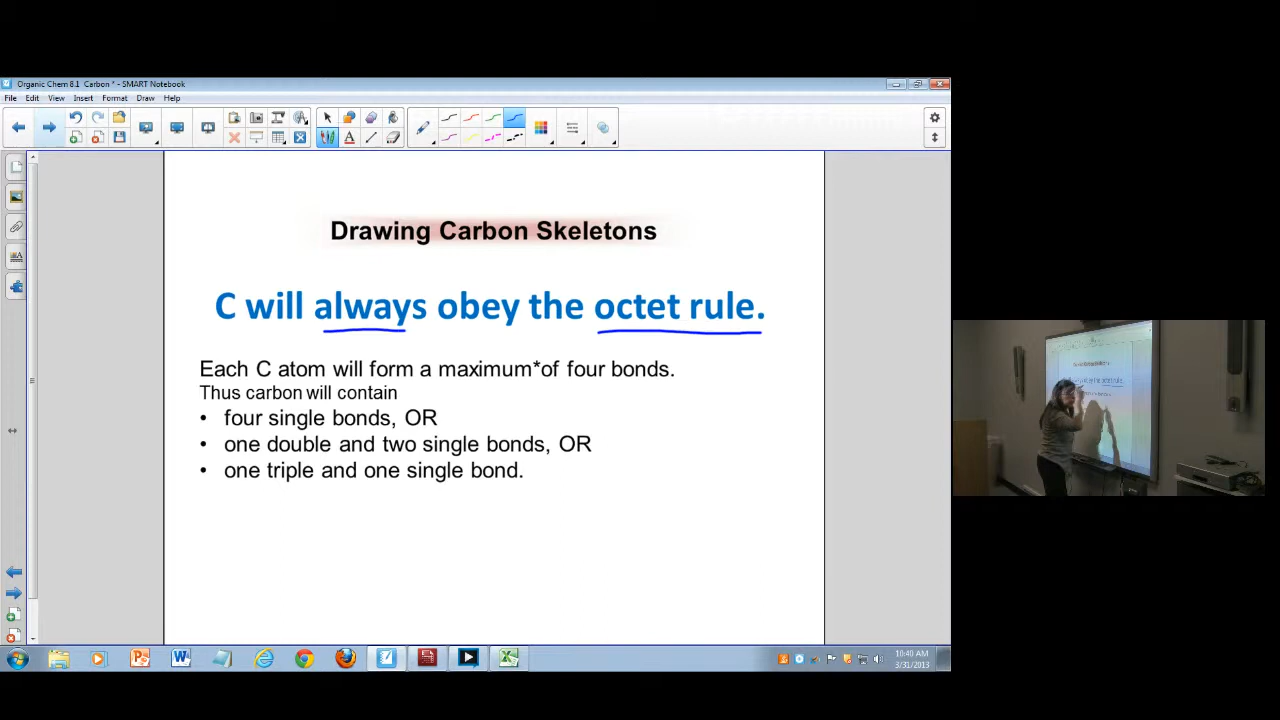 Organic Chem 8.1 Carbon * - SMART Notebook
File Edit View Insert Format Draw Help
Drawing Carbon Skeletons
C will always obey the octet rule.
Each C atom will form a maximum*of four bonds.
Thus carbon will contain
• four single bonds, OR
• one double and two single bonds, OR
• one triple and one single bond.
10:40 AM
3/31/2013